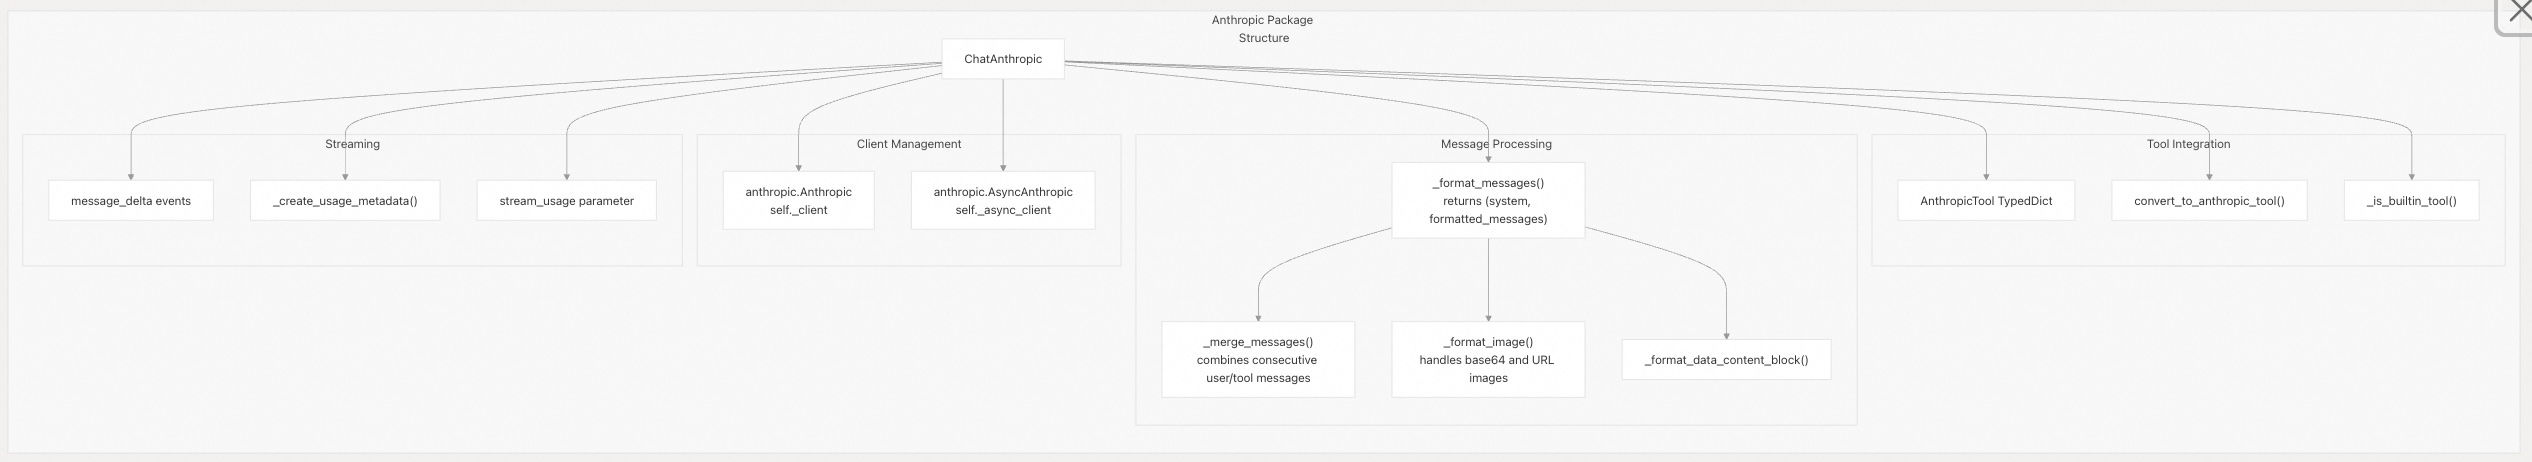 Anthropic Package
Structure
ChatAnthropic
Streaming
message_delta events
_create_usage_metadata()
stream_usage parameter
Client Management
anthropic.Anthropic
self._client
anthropic.AsyncAnthropic
self._async_client
Message Processing
_format_messages()
returns (system,
formatted_messages)
_merge_messages()
combines consecutive
user/tool messages
_format_image()
handles base64 and URL
images
_format_data_content_block()
Tool Integration
AnthropicTool TypedDict
convert_to_anthropic_tool()
_is_builtin_tool()